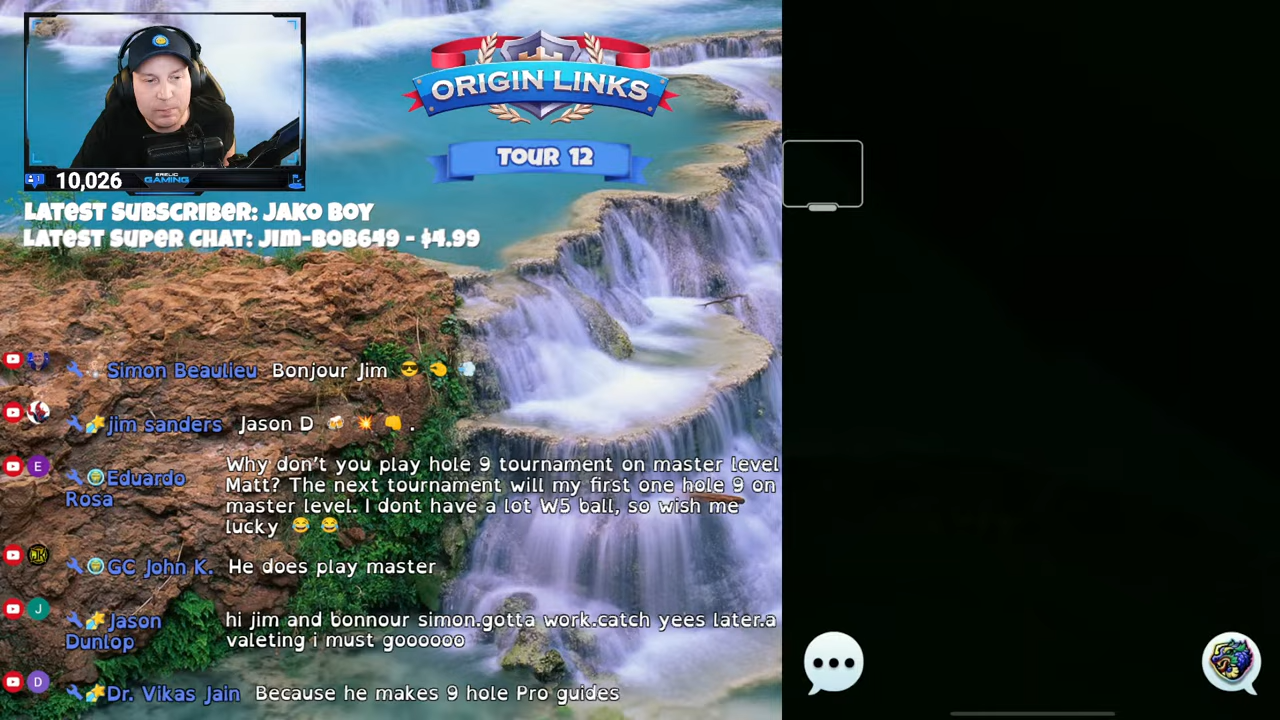 ORIGIN LINKS
TOUR 12
10,026
ERELIC
GAMING
LATEST SUBSCRIBER: JAKO BOY
LATEST SUPER CHAT: JIM-BOB649 - $4.99
Simon Beaulieu Bonjour Jim 😎 🤏 💨
jim sanders Jason D 🍻 💥 👊 .
E
Eduardo Rosa
Why don't you play hole 9 tournament on master level
Matt? The next tournament will my first one hole 9 on
master level. I dont have a lot W5 ball, so wish me
lucky 😂 😂
GC John K. He does play master
J
Jason Dunlop
hi jim and bonnour simon.gotta work.catch yees later.a
valeting i must goooooo
D
Dr. Vikas Jain Because he makes 9 hole Pro guides